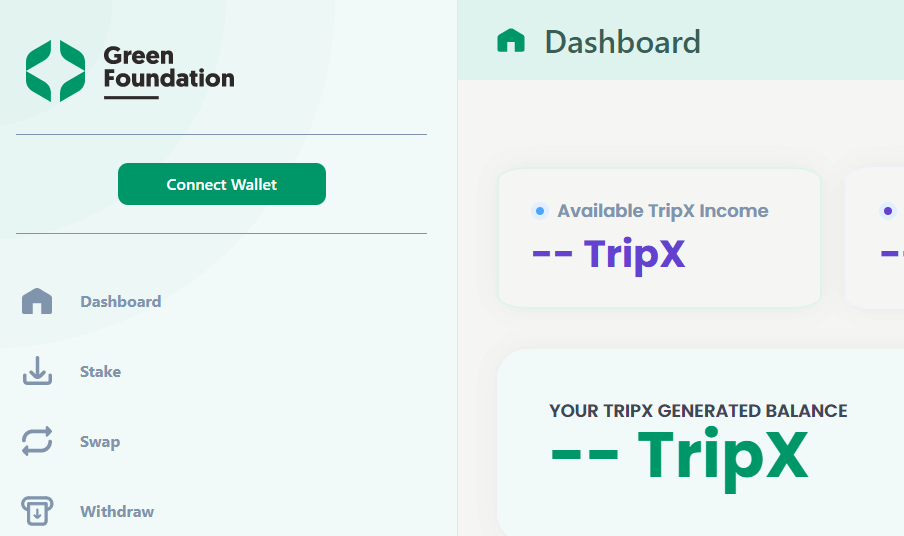 Green
Foundation
Connect Wallet
Dashboard
Stake
Swap
Withdraw
Dashboard
Available TripX Income
-- TripX
--
YOUR TRIPX GENERATED BALANCE
-- TripX